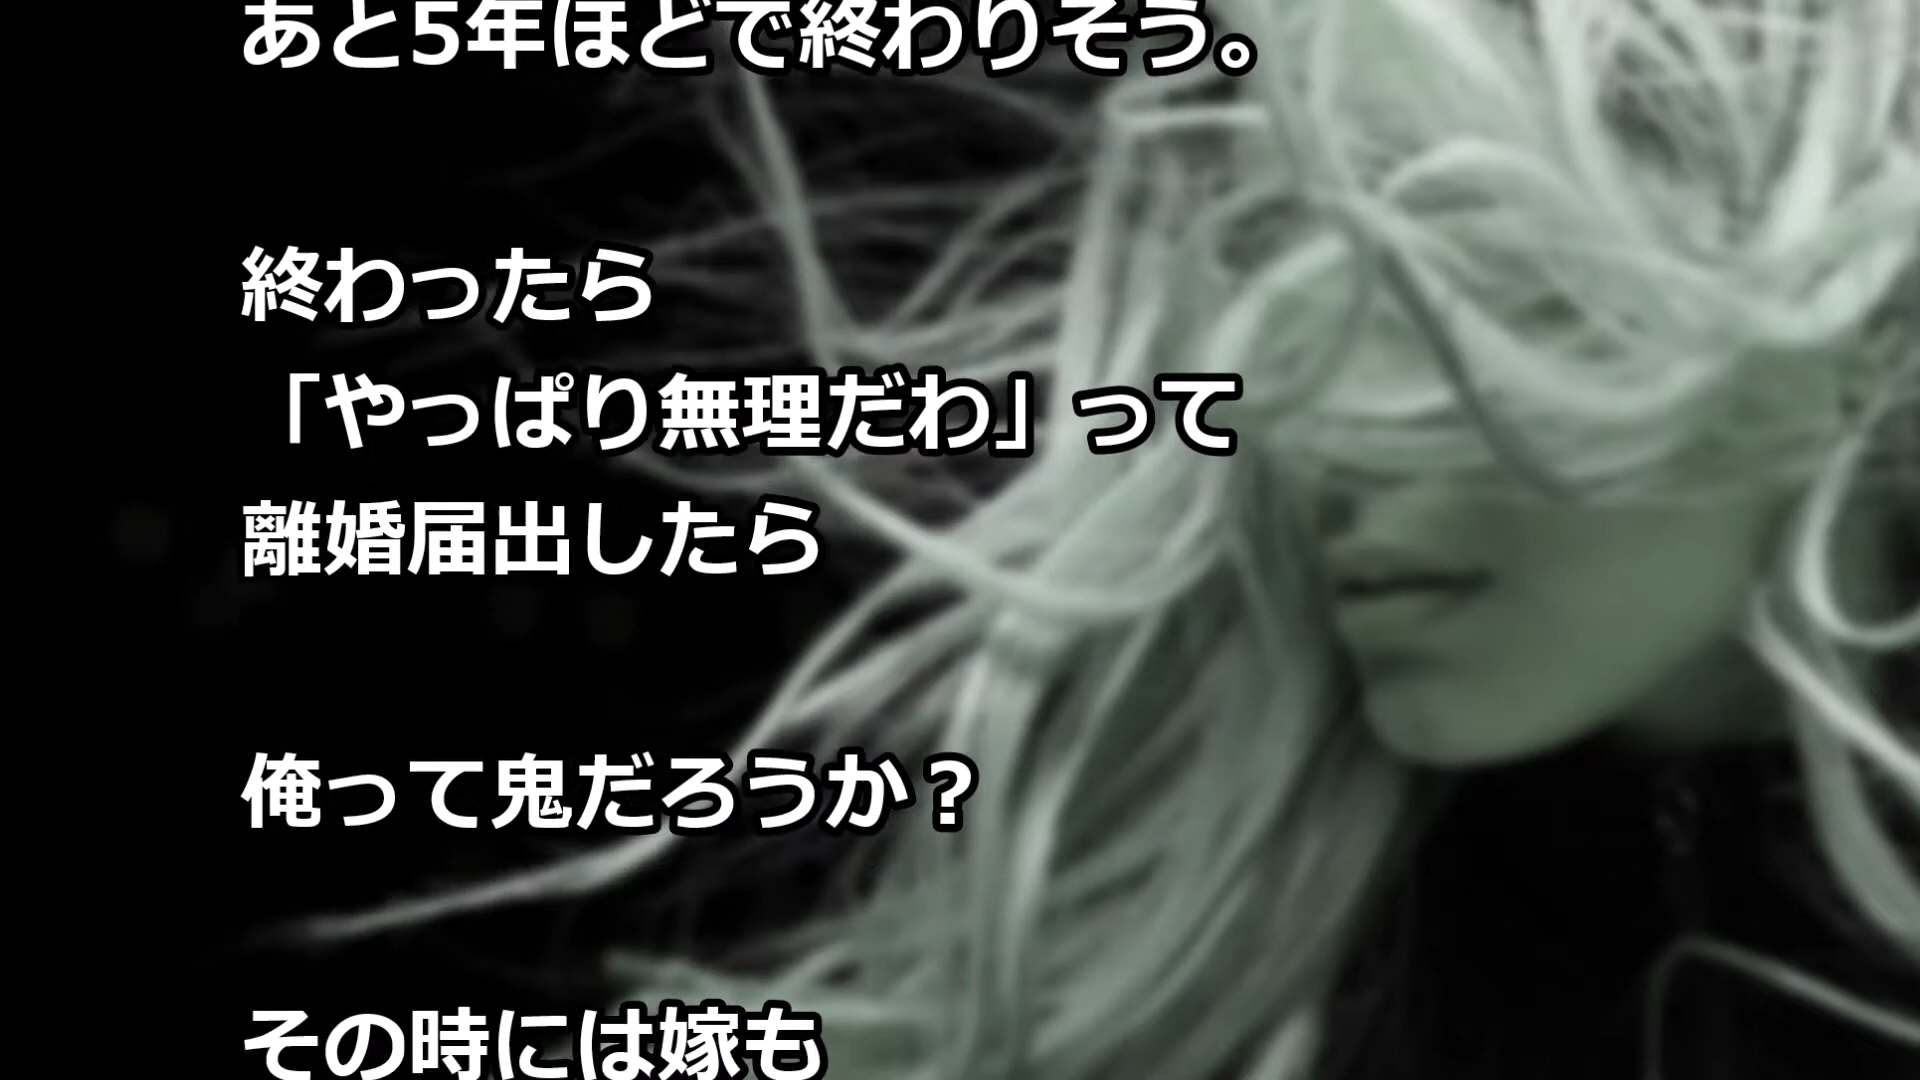 あと5年ほどで終わりそう。
終わったら
「やっぱり無理だわ」って
離婚届出したら
俺って鬼だろうか？
その時には嫁も